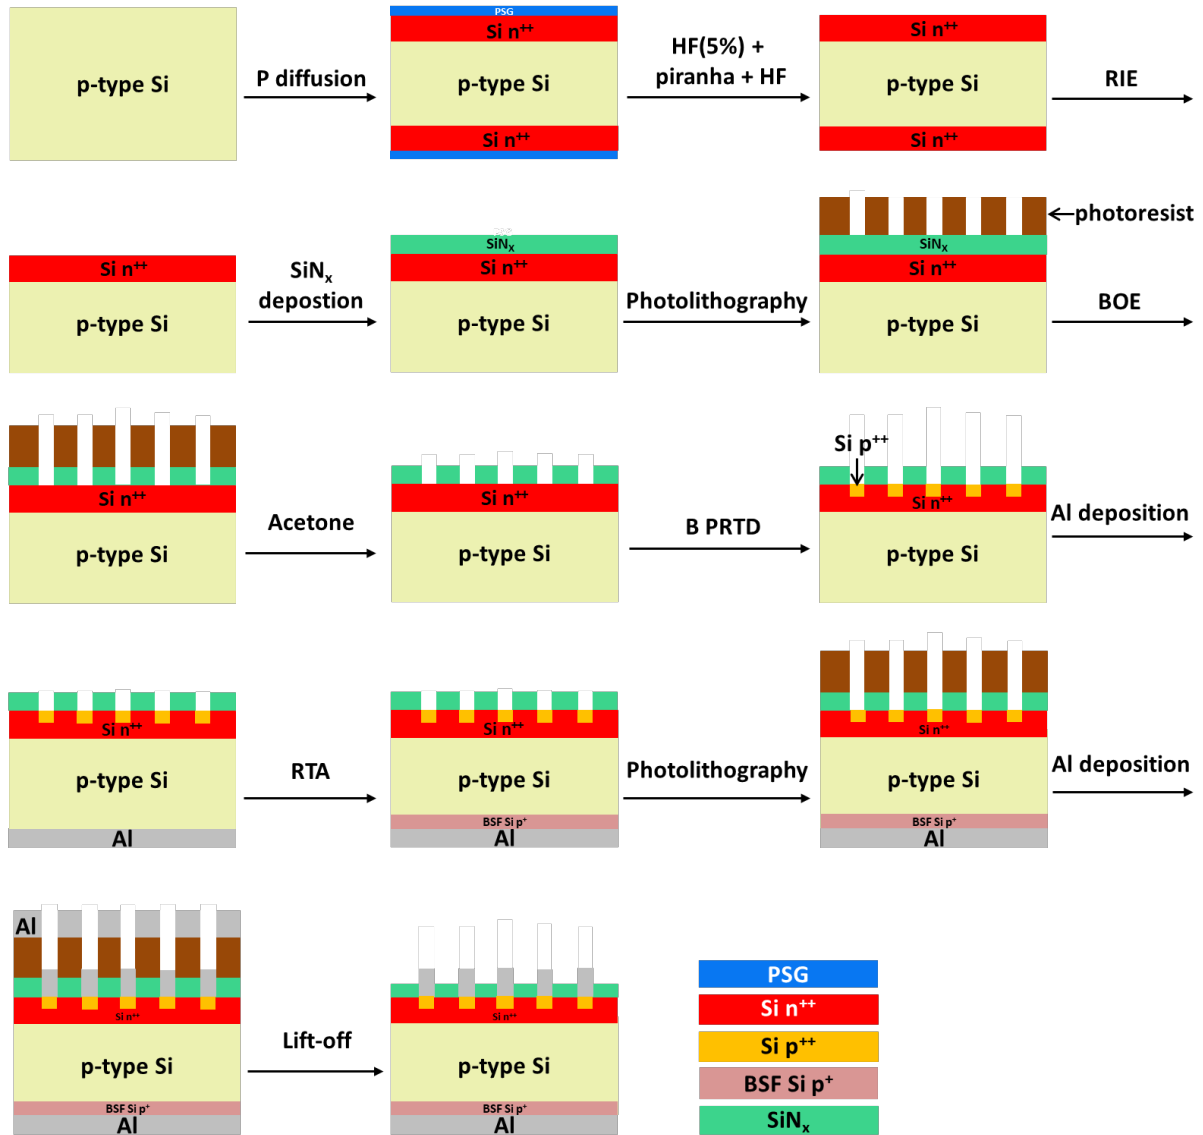 p-type Si
P diffusion
PSG
Si n++
p-type Si
Si n++
HF(5%) +
piranha + HF
Si n++
p-type Si
Si n++
RIE
Si n++
p-type Si
SiNx
depostion
SiNx
Si n++
p-type Si
Photolithography
photoresist
SiNx
Si n++
p-type Si
BOE
Si n++
p-type Si
Acetone
Si n++
p-type Si
B PRTD
Si p++
Si n++
p-type Si
Al deposition
Si n++
p-type Si
Al
RTA
Si n++
p-type Si
BSF Si p+
Al
Photolithography
Si n++
p-type Si
BSF Si p+
Al
Al deposition
Al
Si n++
p-type Si
BSF Si p+
Al
Lift-off
Si n++
p-type Si
BSF Si p+
Al
PSG
Si n++
Si p++
BSF Si p+
SiNx